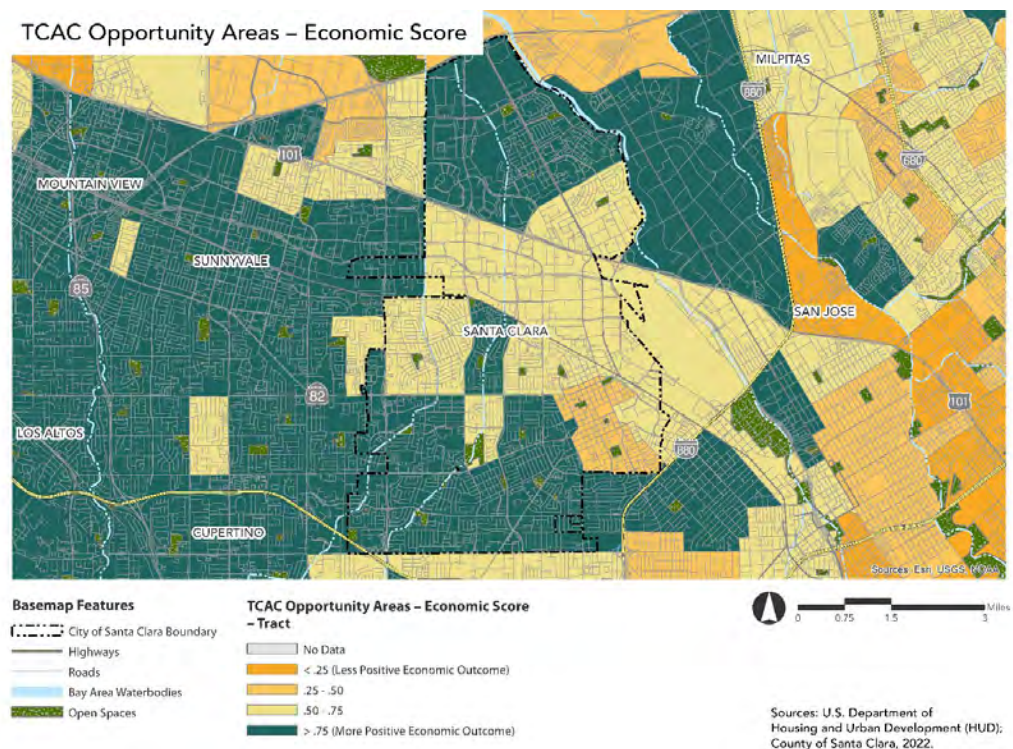 TCAC Opportunity Areas – Economic Score
MILPITAS
880
680
101
MOUNTAIN VIEW
SUNNYVALE
85
SANTA CLARA
SAN JOSE
82
101
LOS ALTOS
880
CUPERTINO
Sources: Esri, USGS, NOAA
Basemap Features
City of Santa Clara Boundary
Highways
Roads
Bay Area Waterbodies
Open Spaces
TCAC Opportunity Areas – Economic Score
– Tract
No Data
< .25 (Less Positive Economic Outcome)
.25 - .50
.50 - .75
> .75 (More Positive Economic Outcome)
Miles
0 0.75 1.5 3
Sources: U.S. Department of
Housing and Urban Development (HUD);
County of Santa Clara, 2022.